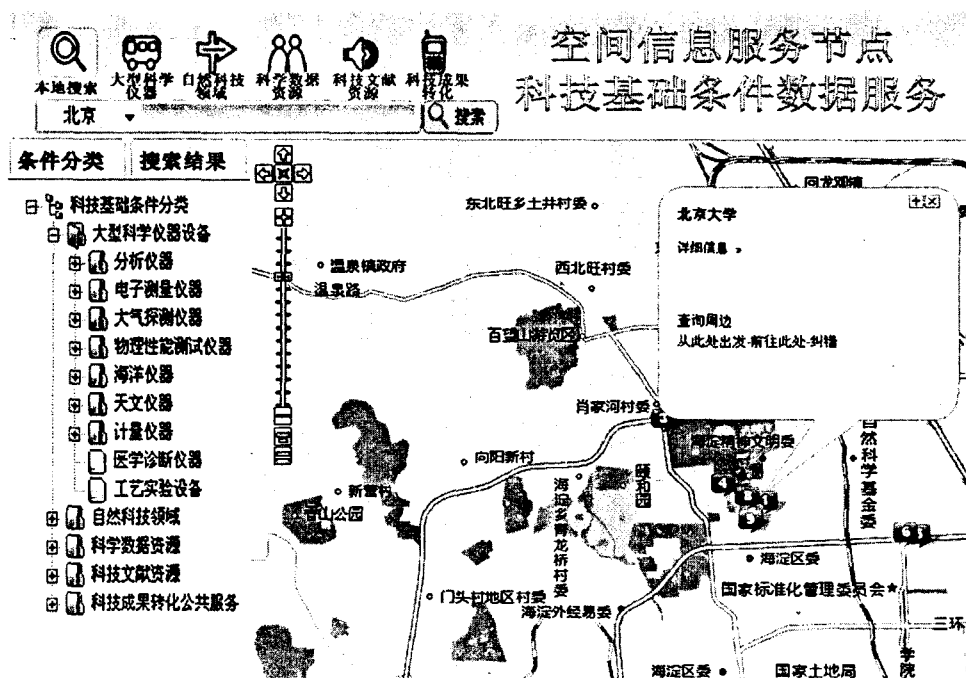 空间信息服务节点
科技基础条件数据服务
本地搜索
大型科学仪器
自然科技领域
科学数据资源
科技文献资源
科技成果转化
北京
搜索
条件分类
搜索结果
科技基础条件分类
大型科学仪器设备
分析仪器
电子测量仪器
大气探测仪器
物理性能测试仪器
海洋仪器
天文仪器
计量仪器
医学诊断仪器
工艺实验设备
自然科技领域
科学数据资源
科技文献资源
科技成果转化公共服务
回龙观镇
东北旺乡土井村委
北京大学
详细信息 »
查询周边
从此处出发-前往此处-纠错
温泉镇政府
温泉路
西北旺村委
百望山游览区
肖家河村委
海淀精神文明委
向阳新村
颐和园
新营村
海淀乡青龙桥村委
自然科学基金委
海淀区委
国家标准化管理委员会
门头村地区村委
海淀外经易委
三环
海淀区委
国家土地局
学院